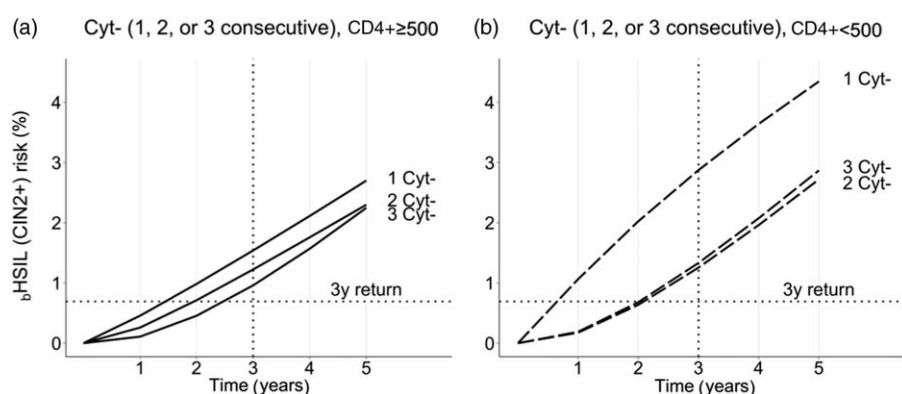 (a) Cyt- (1, 2, or 3 consecutive), CD4+≥500
4
3
2
1
0
bHSIL (CIN2+) risk (%)
1 Cyt-
2 Cyt-
3 Cyt-
3y return
1 2 3 4 5
Time (years)
(b) Cyt- (1, 2, or 3 consecutive), CD4+<500
4
3
2
1
0
1 Cyt-
3 Cyt-
2 Cyt-
3y return
1 2 3 4 5
Time (years)